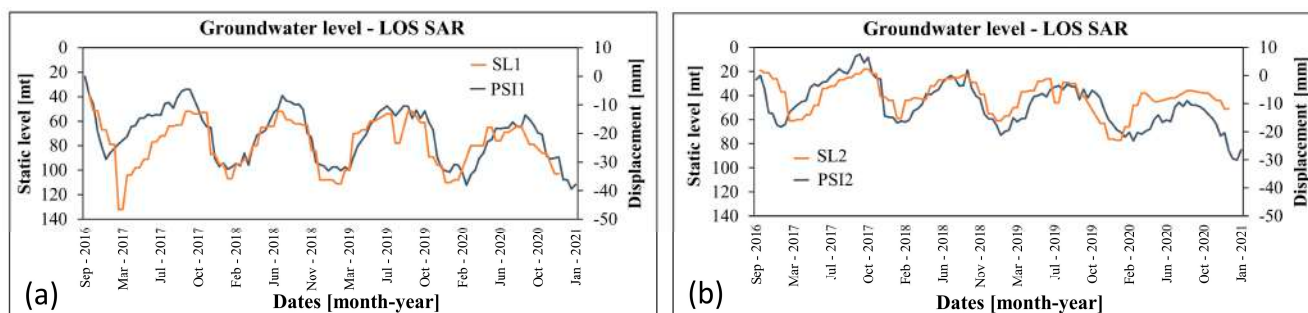 Groundwater level - LOS SAR
Static level [mt]
0
20
40
60
80
100
120
140
SL1
PSI1
10
0
-10
-20
-30
-40
-50
Displacement [mm]
Sep - 2016
Mar - 2017
Jul - 2017
Oct - 2017
Feb - 2018
Jun - 2018
Nov - 2018
Mar - 2019
Jul - 2019
Oct - 2019
Feb - 2020
Jun - 2020
Oct - 2020
Jan - 2021
Dates [month-year]
(a)
Groundwater level - LOS SAR
Static level [mt]
0
20
40
60
80
100
120
140
SL2
PSI2
10
0
-10
-20
-30
-40
-50
Displacement [mm]
Sep - 2016
Mar - 2017
Jul - 2017
Oct - 2017
Feb - 2018
Jun - 2018
Nov - 2018
Mar - 2019
Jul - 2019
Oct - 2019
Feb - 2020
Jun - 2020
Oct - 2020
Jan - 2021
Dates [month-year]
(b)